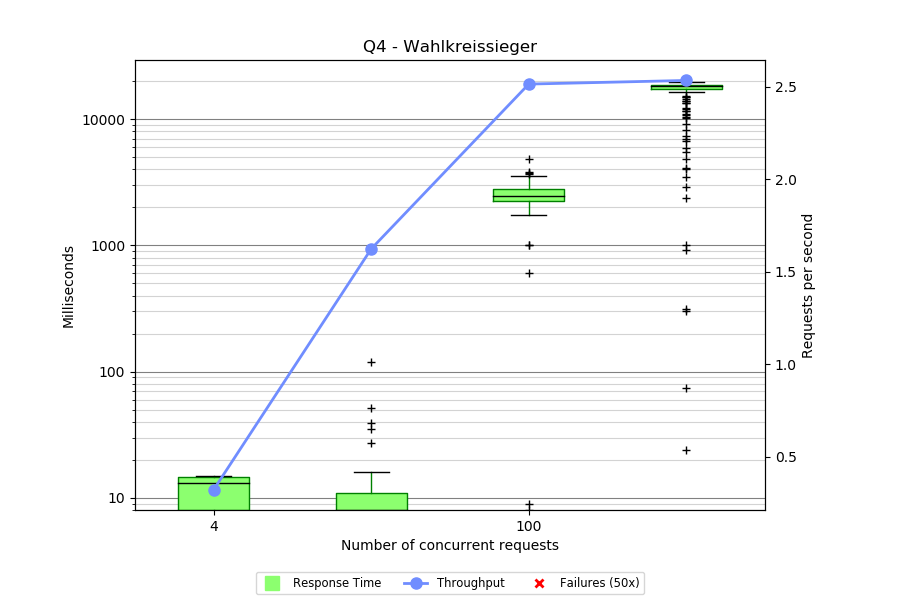 Q4 - Wahlkreissieger
10000
1000
100
10
Milliseconds
2.5
2.0
1.5
1.0
0.5
Requests per second
4
100
Number of concurrent requests
Response Time
Throughput
Failures (50x)